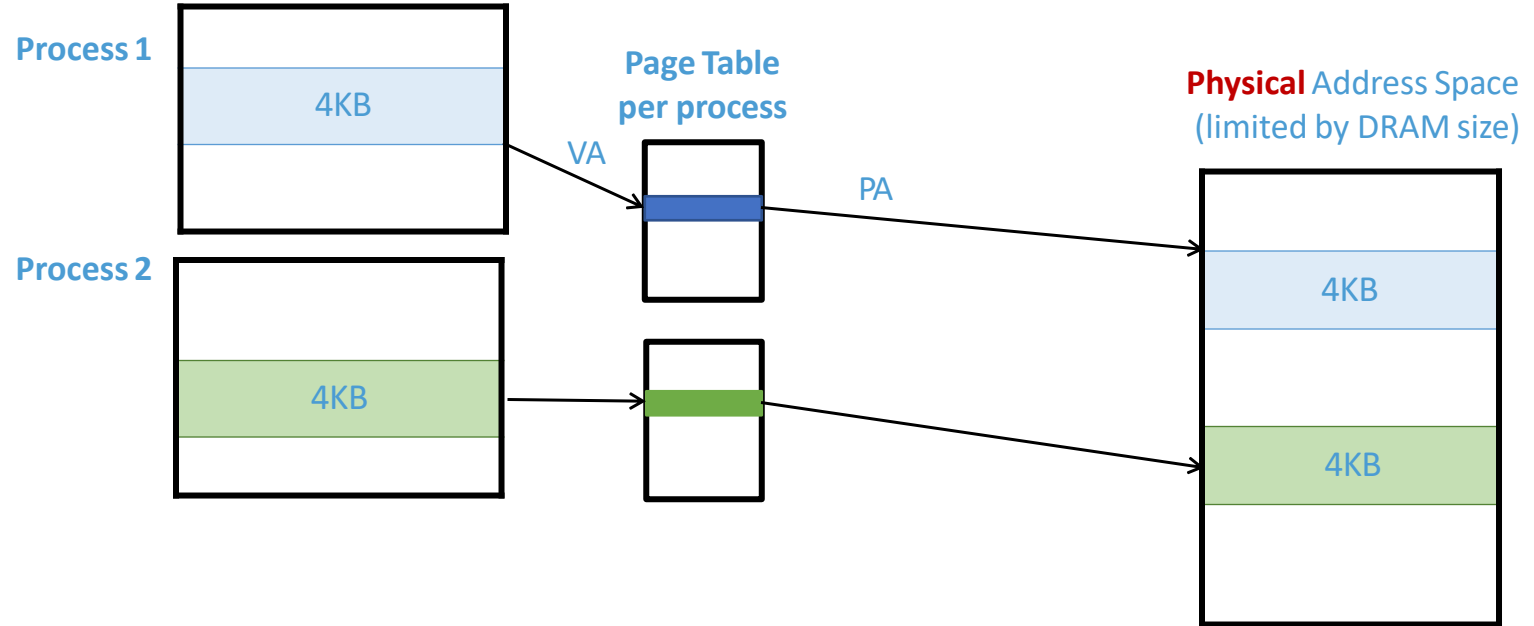 Process 1
4KB
Page Table
per process
Physical Address Space
(limited by DRAM size)
VA
PA
Process 2
4KB
4KB
4KB